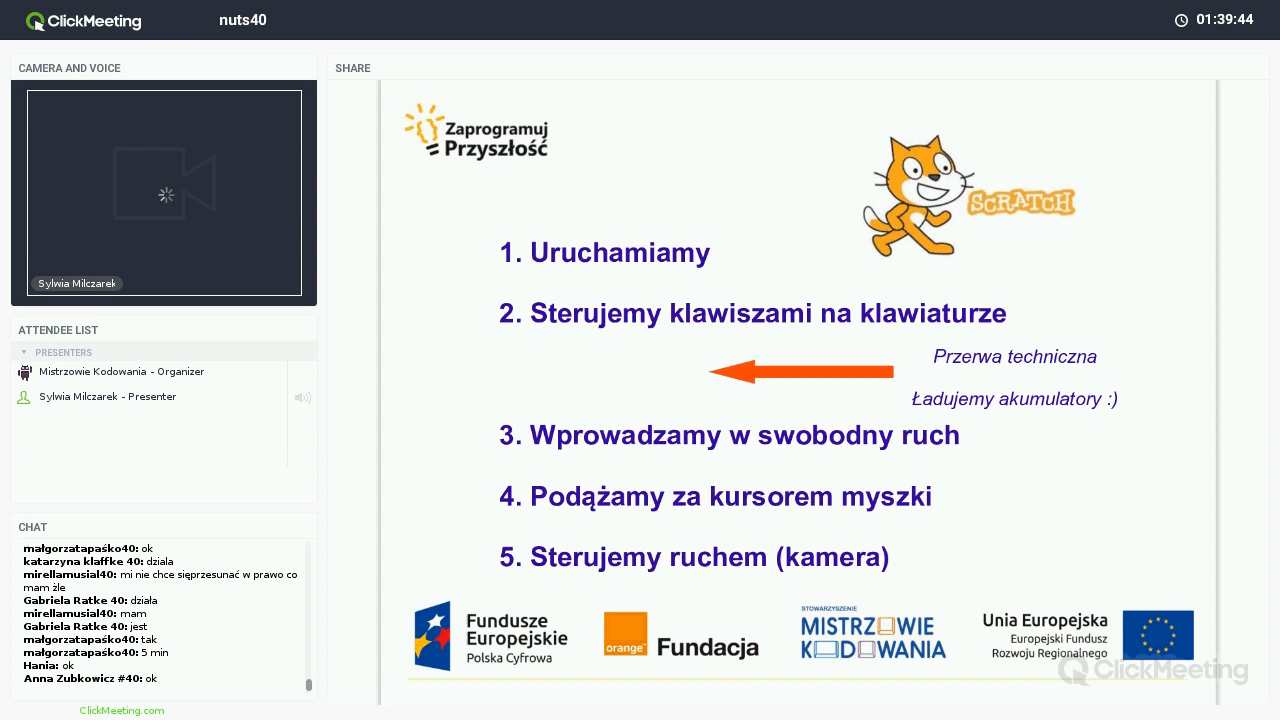 ClickMeeting
nuts40
01:39:44
CAMERA AND VOICE
Sylwia Milczarek
ATTENDEE LIST
PRESENTERS
Mistrzowie Kodowania - Organizer
Sylwia Milczarek - Presenter
CHAT
małgorzatapaśko40: ok
katarzyna klaffke 40: dziala
mirellamusial40: mi nie chce sięprzesunać w prawo co
mam żle
Gabriela Ratke 40: działa
mirellamusial40: mam
Gabriela Ratke 40: jest
małgorzatapaśko40: tak
małgorzatapaśko40: 5 min
Hania: ok
Anna Zubkowicz #40: ok
ClickMeeting.com
SHARE
Zaprogramuj
Przyszłość
SCRATCH
1. Uruchamiamy
2. Sterujemy klawiszami na klawiaturze
Przerwa techniczna
Ładujemy akumulatory :)
3. Wprowadzamy w swobodny ruch
4. Podążamy za kursorem myszki
5. Sterujemy ruchem (kamera)
Fundusze
Europejskie
Polska Cyfrowa
orange
Fundacja
STOWARZYSZENIE
MISTRZOWIE
KODOWANIA
Unia Europejska
Europejski Fundusz
Rozwoju Regionalnego
ClickMeeting